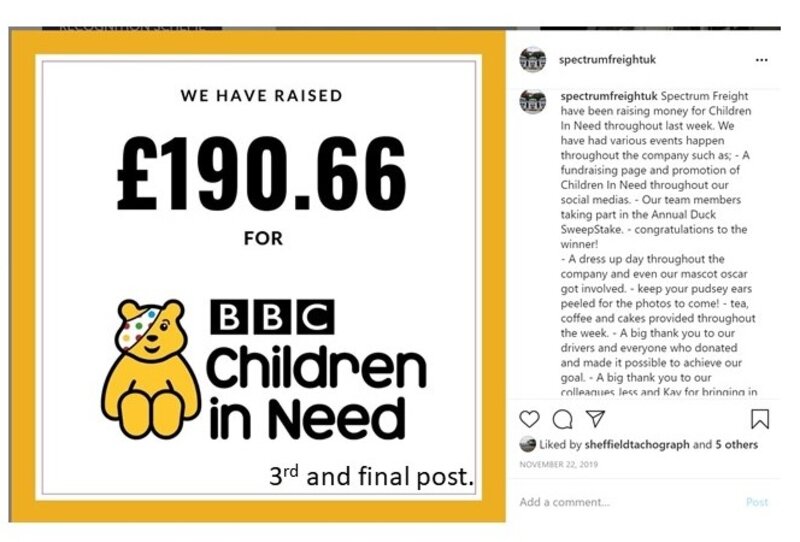 RECOGNITION SCHEME
WE HAVE RAISED
£190.66
FOR
BBC
Children
in Need
3rd and final post.
spectrumfreightuk
...
spectrumfreightuk Spectrum Freight
have been raising money for Children
In Need throughout last week. We
have had various events happen
throughout the company such as; - A
fundraising page and promotion of
Children In Need throughout our
social medias. - Our team members
taking part in the Annual Duck
SweepStake. - congratulations to the
winner!
- A dress up day throughout the
company and even our mascot oscar
got involved. - keep your pudsey ears
peeled for the photos to come! - tea,
coffee and cakes provided throughout
the week. - A big thank you to our
drivers and everyone who donated
and made it possible to achieve our
goal. - A big thank you to our
colleagues Jess and Kay for bringing in
Liked by sheffieldtachograph and 5 others
NOVEMBER 22, 2019
Add a comment...
Post